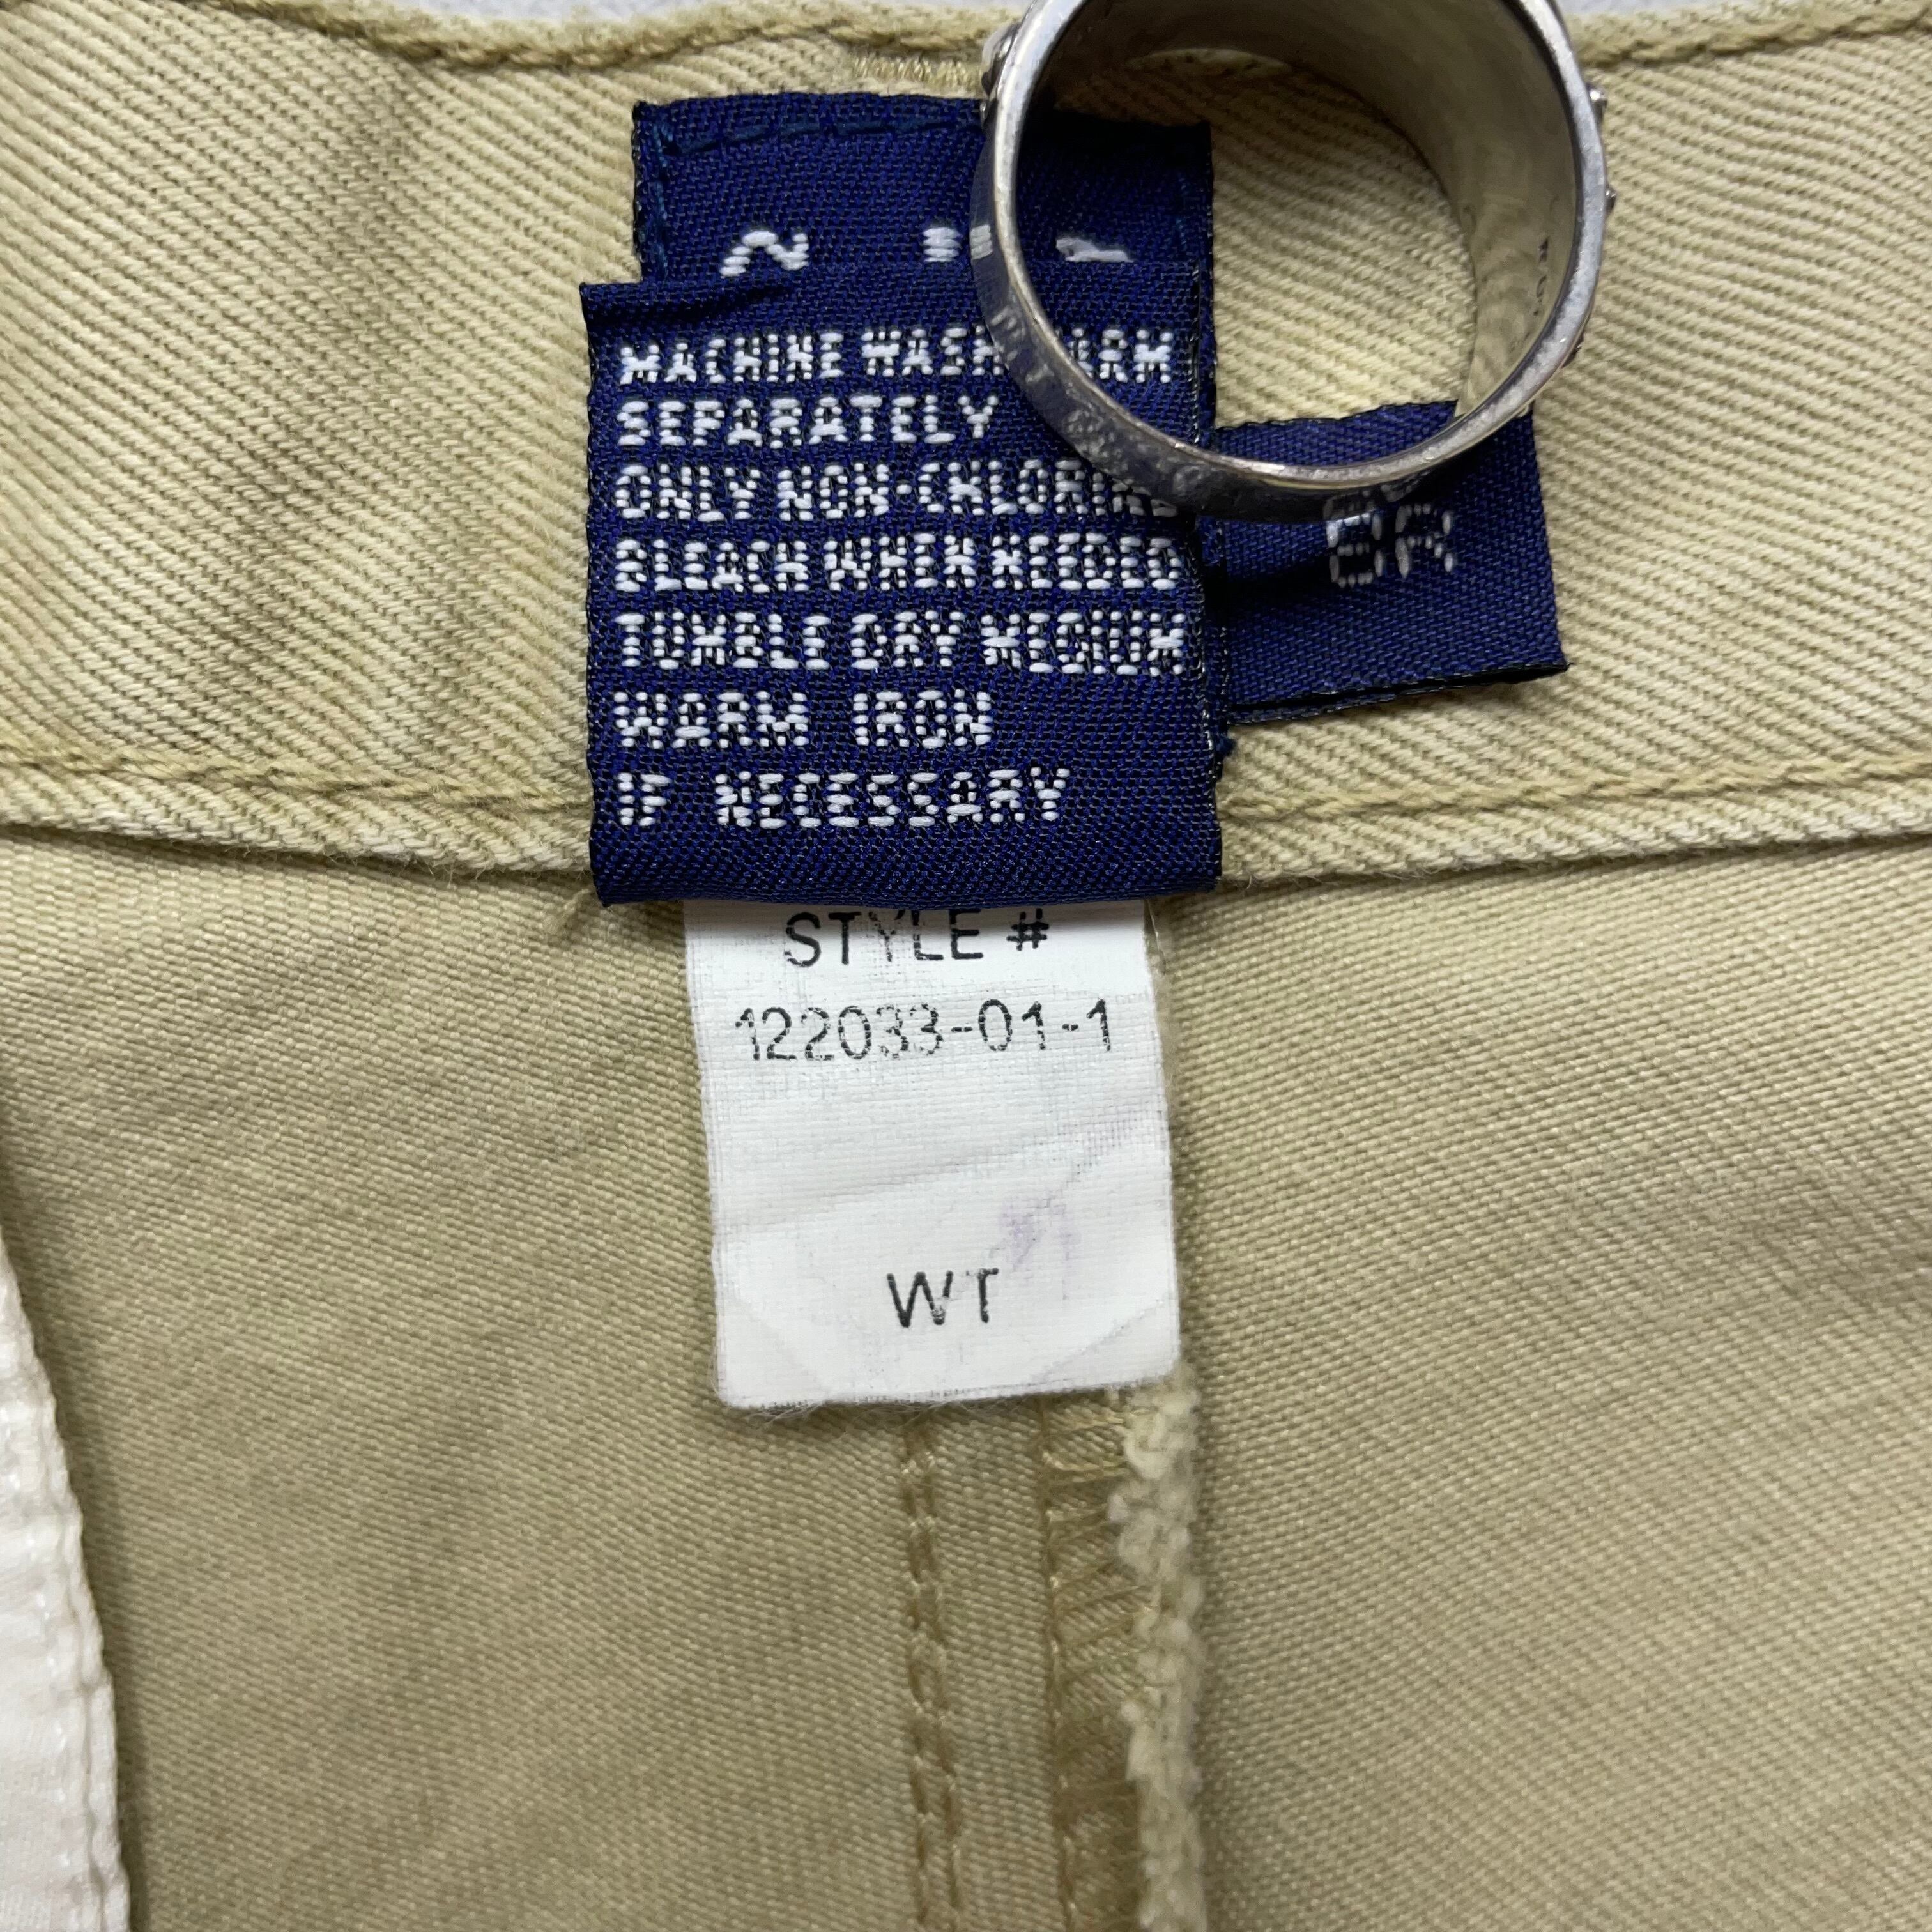 MACHINE WASH WARM
SEPARATELY
ONLY NON-CHLORINE
BLEACH WHEN NEEDED
TUMBLE DRY MEDIUM
WARM IRON
IF NECESSARY
8R
STYLE #
122033-01-1
WT